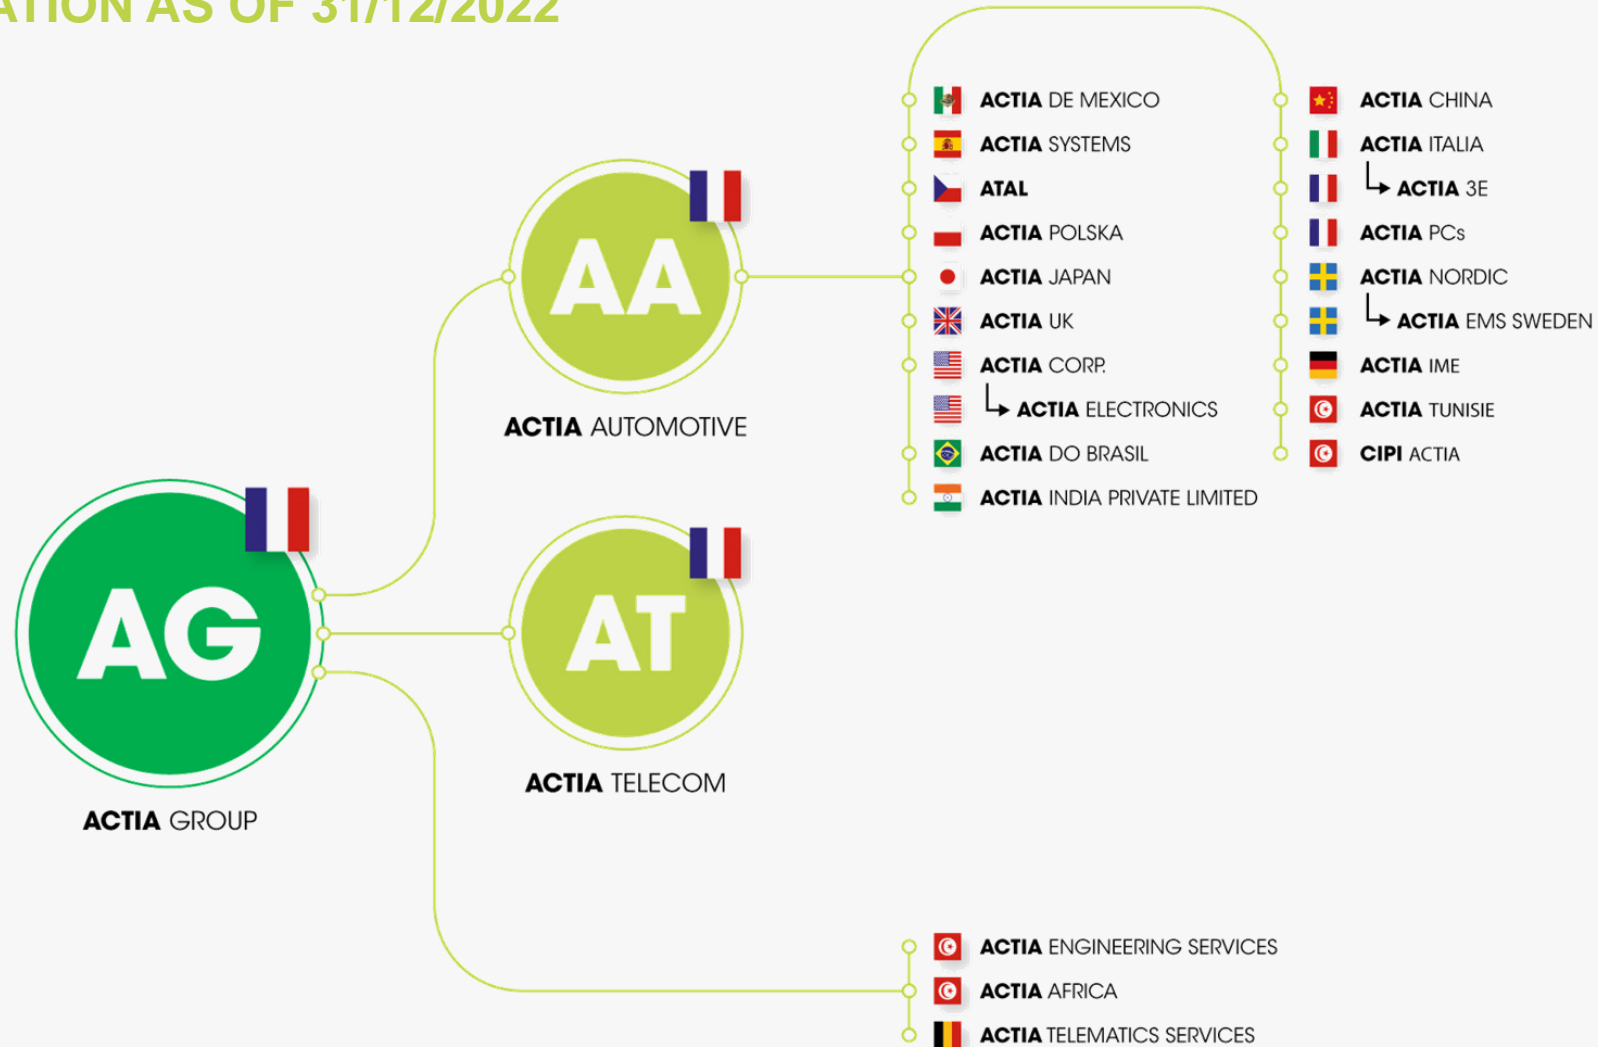 ATION AS OF 31/12/2022
AA
ACTIA AUTOMOTIVE
AG
ACTIA GROUP
AT
ACTIA TELECOM
ACTIA DE MEXICO
ACTIA SYSTEMS
ATAL
ACTIA POLSKA
ACTIA JAPAN
ACTIA UK
ACTIA CORP.
ACTIA ELECTRONICS
ACTIA DO BRASIL
ACTIA INDIA PRIVATE LIMITED
ACTIA CHINA
ACTIA ITALIA
ACTIA 3E
ACTIA PCs
ACTIA NORDIC
ACTIA EMS SWEDEN
ACTIA IME
ACTIA TUNISIE
CIPI ACTIA
ACTIA ENGINEERING SERVICES
ACTIA AFRICA
ACTIA TELEMATICS SERVICES